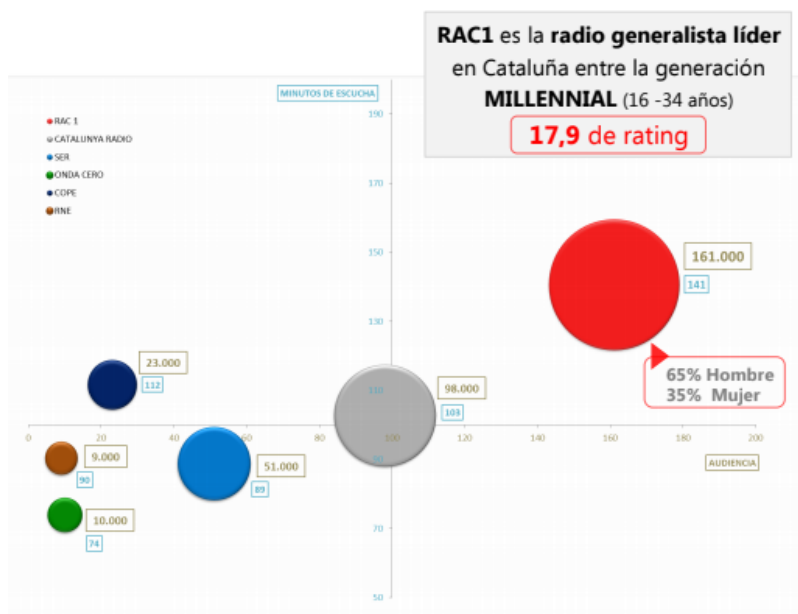 RAC1 es la radio generalista líder
en Cataluña entre la generación
MILLENNIAL (16 -34 años)
17,9 de rating
MINUTOS DE ESCUCHA
190
RAC 1
CATALUNYA RADIO
SER
ONDA CERO
COPE
RNE
170
150
161.000
141
130
23.000
112
65% Hombre
35% Mujer
110
98.000
103
0
20
40
60
80
100
120
140
160
180
200
9.000
90
51.000
89
90
AUDIENCIA
10.000
74
70
50